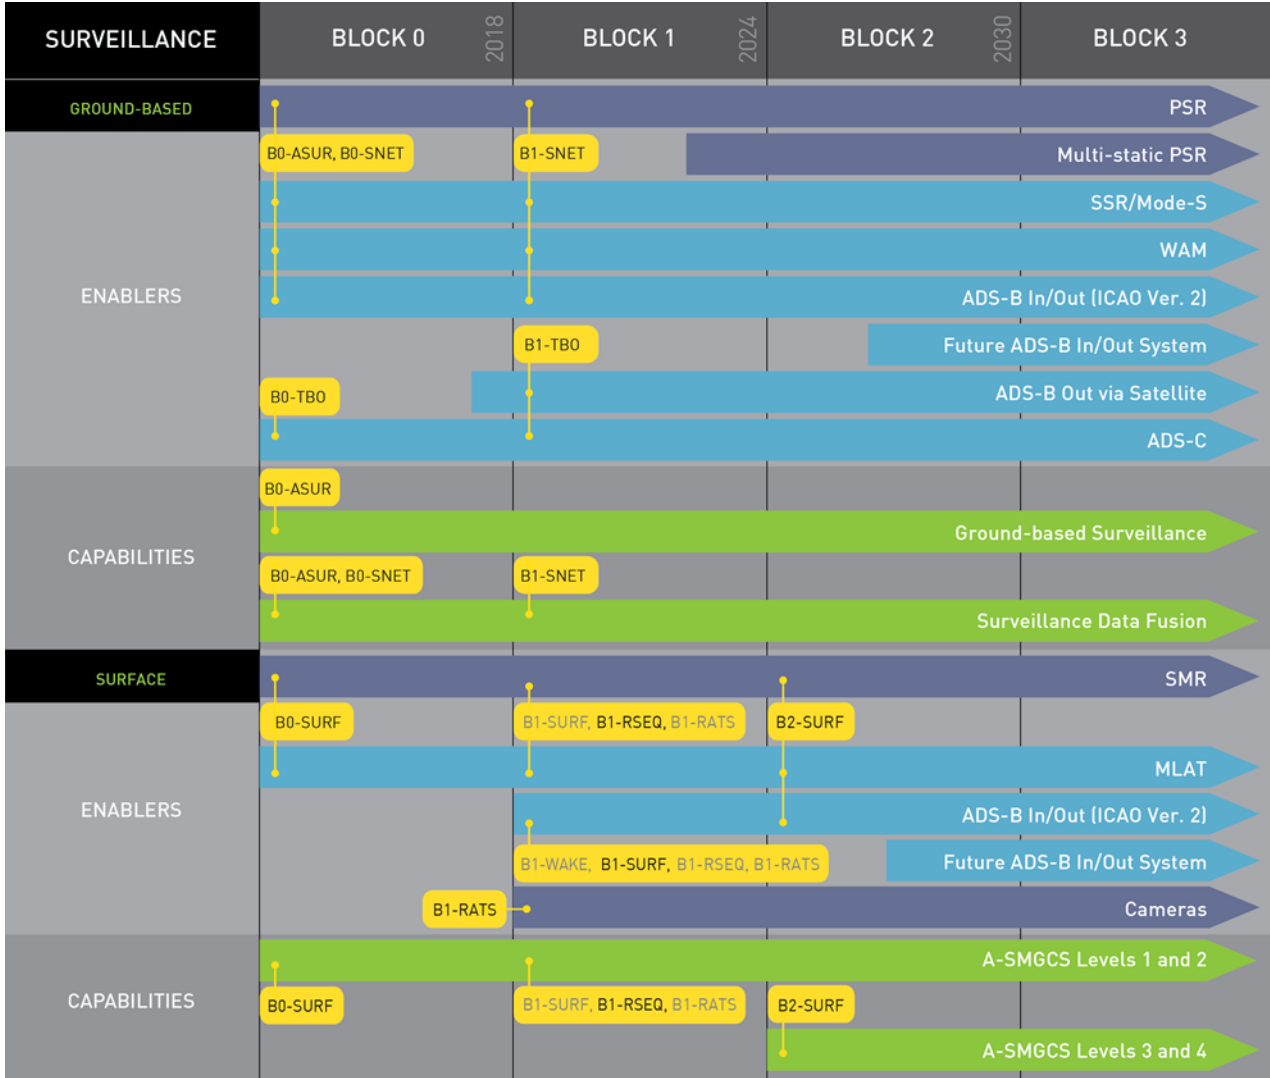 SURVEILLANCE
BLOCK 0
2018
BLOCK 1
2024
BLOCK 2
2030
BLOCK 3
GROUND-BASED
PSR
B0-ASUR, B0-SNET
B1-SNET
Multi-static PSR
SSR/Mode-S
WAM
ENABLERS
ADS-B In/Out (ICAO Ver. 2)
B1-TBO
Future ADS-B In/Out System
B0-TBO
ADS-B Out via Satellite
ADS-C
B0-ASUR
Ground-based Surveillance
CAPABILITIES
B0-ASUR, B0-SNET
B1-SNET
Surveillance Data Fusion
SURFACE
SMR
B0-SURF
B1-SURF, B1-RSEQ, B1-RATS
B2-SURF
MLAT
ENABLERS
ADS-B In/Out (ICAO Ver. 2)
B1-WAKE, B1-SURF, B1-RSEQ, B1-RATS
Future ADS-B In/Out System
B1-RATS
Cameras
A-SMGCS Levels 1 and 2
CAPABILITIES
B0-SURF
B1-SURF, B1-RSEQ, B1-RATS
B2-SURF
A-SMGCS Levels 3 and 4